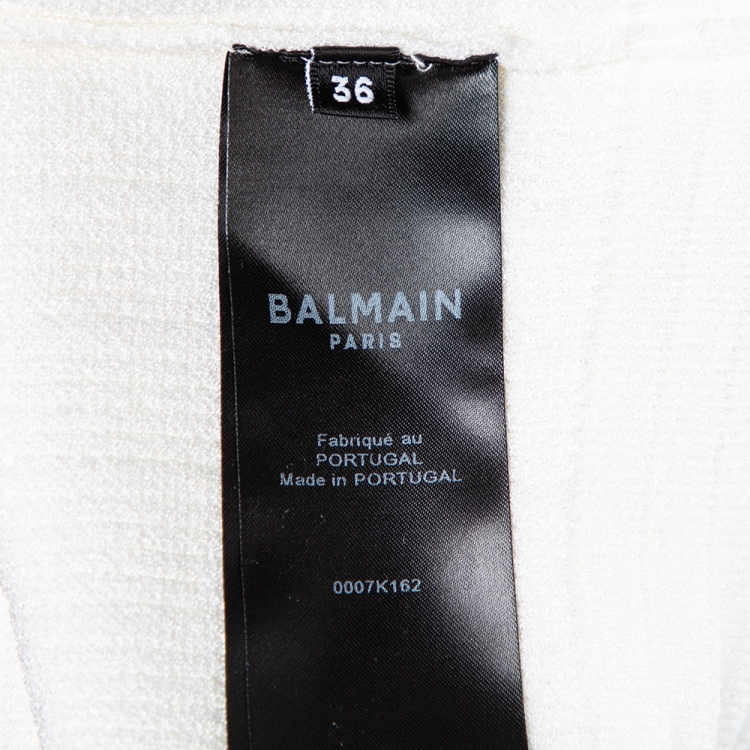 36
BALMAIN
PARIS
Fabriqué au
PORTUGAL
Made in PORTUGAL
0007K162